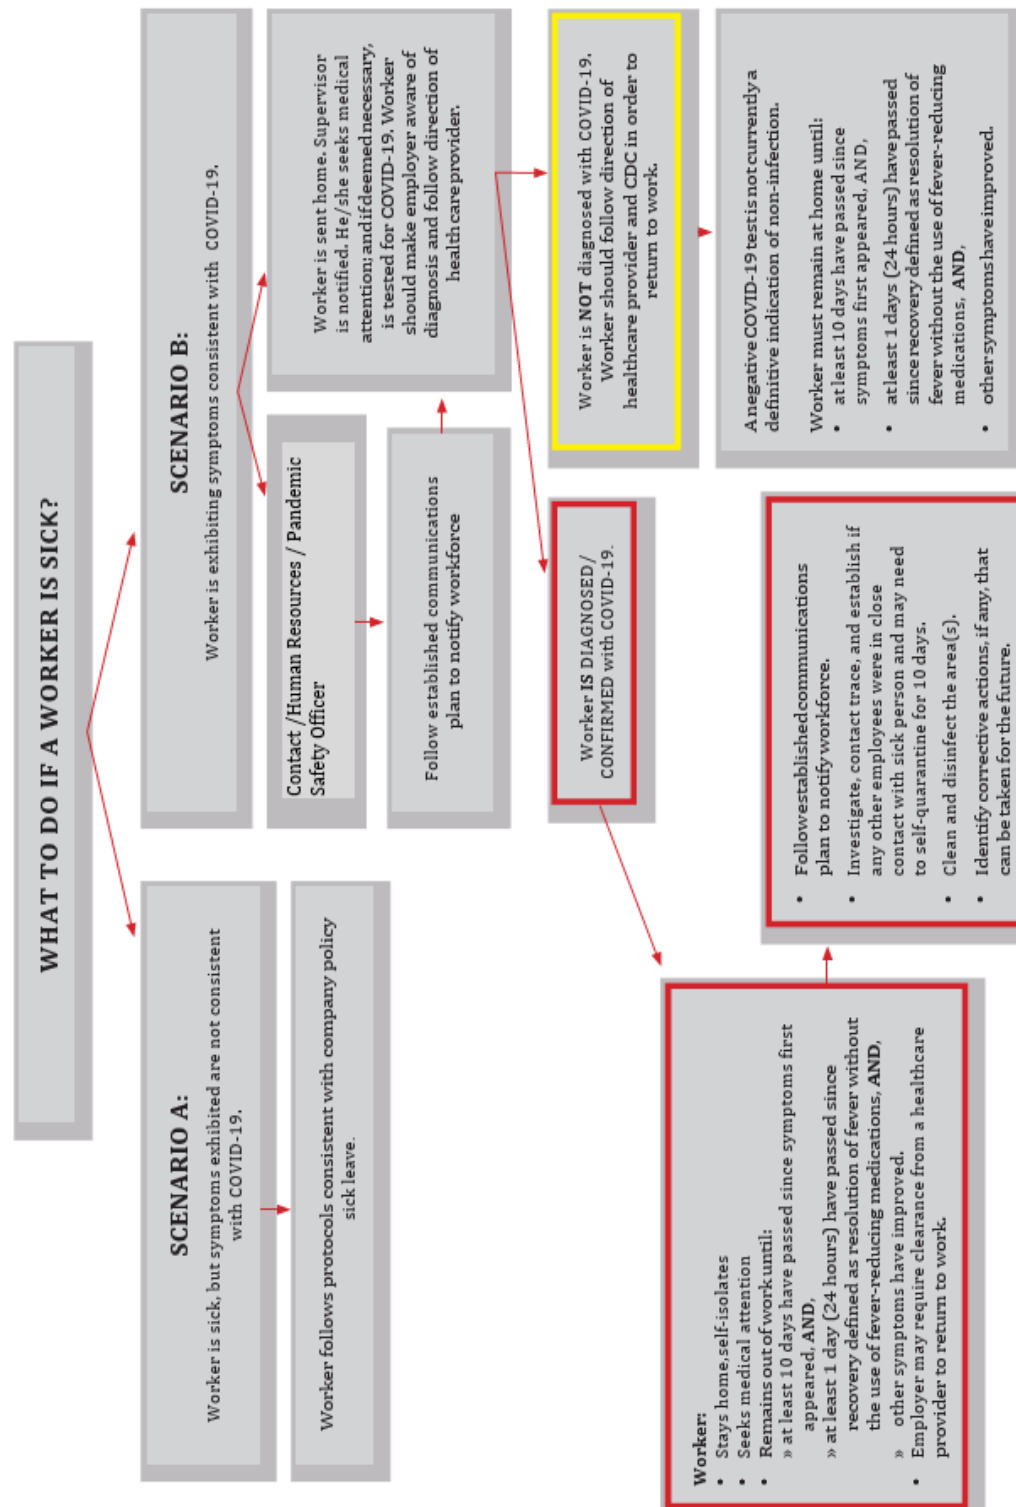 WHAT TO DO IF A WORKER IS SICK?
SCENARIO A:
Worker is sick, but symptoms exhibited are not consistent
with COVID-19.
Worker follows protocols consistent with company policy
sick leave.
SCENARIO B:
Worker is exhibiting symptoms consistent with COVID-19.
Contact /Human Resources / Pandemic
Safety Officer
Follow established communications
plan to notify workforce
Worker is sent home. Supervisor
is notified. He/she seeks medical
attention; and if deemed necessary,
is tested for COVID-19. Worker
should make employer aware of
diagnosis and follow direction of
health care provider.
Worker IS DIAGNOSED/
CONFIRMED with COVID-19.
Worker is NOT diagnosed with COVID-19.
Worker should follow direction of
healthcare provider and CDC in order to
return to work.
Worker:
• Stays home, self-isolates
• Seeks medical attention
• Remains out of work until:
» at least 10 days have passed since symptoms first
appeared, AND,
» at least 1 day (24 hours) have passed since
recovery defined as resolution of fever without
the use of fever-reducing medications, AND,
» other symptoms have improved.
• Employer may require clearance from a healthcare
provider to return to work.
• Follow established communications
plan to notify workforce.
• Investigate, contact trace, and establish if
any other employees were in close
contact with sick person and may need
to self-quarantine for 10 days.
• Clean and disinfect the area(s).
• Identify corrective actions, if any, that
can be taken for the future.
A negative COVID-19 test is not currently a
definitive indication of non-infection.
Worker must remain at home until:
• at least 10 days have passed since
symptoms first appeared, AND,
• at least 1 days (24 hours) have passed
since recovery defined as resolution of
fever without the use of fever-reducing
medications, AND,
• other symptoms have improved.